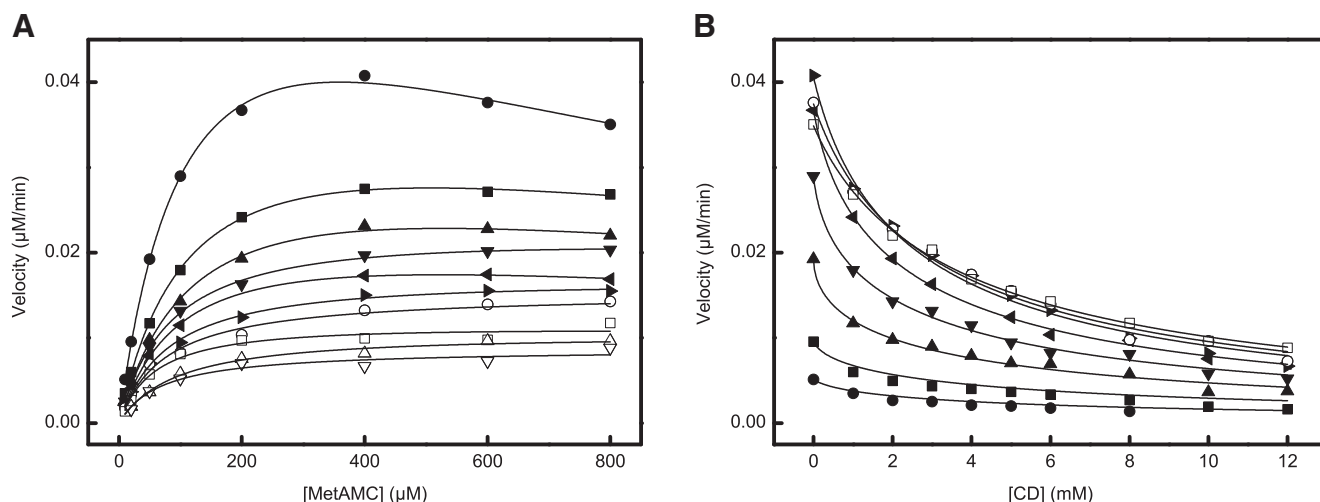 A
B
0.04
0.02
0.00
Velocity (µM/min)
0 200 400 600 800
[MetAMC] (µM)
0.04
0.02
0.00
Velocity (µM/min)
0 2 4 6 8 10 12
[CD] (mM)